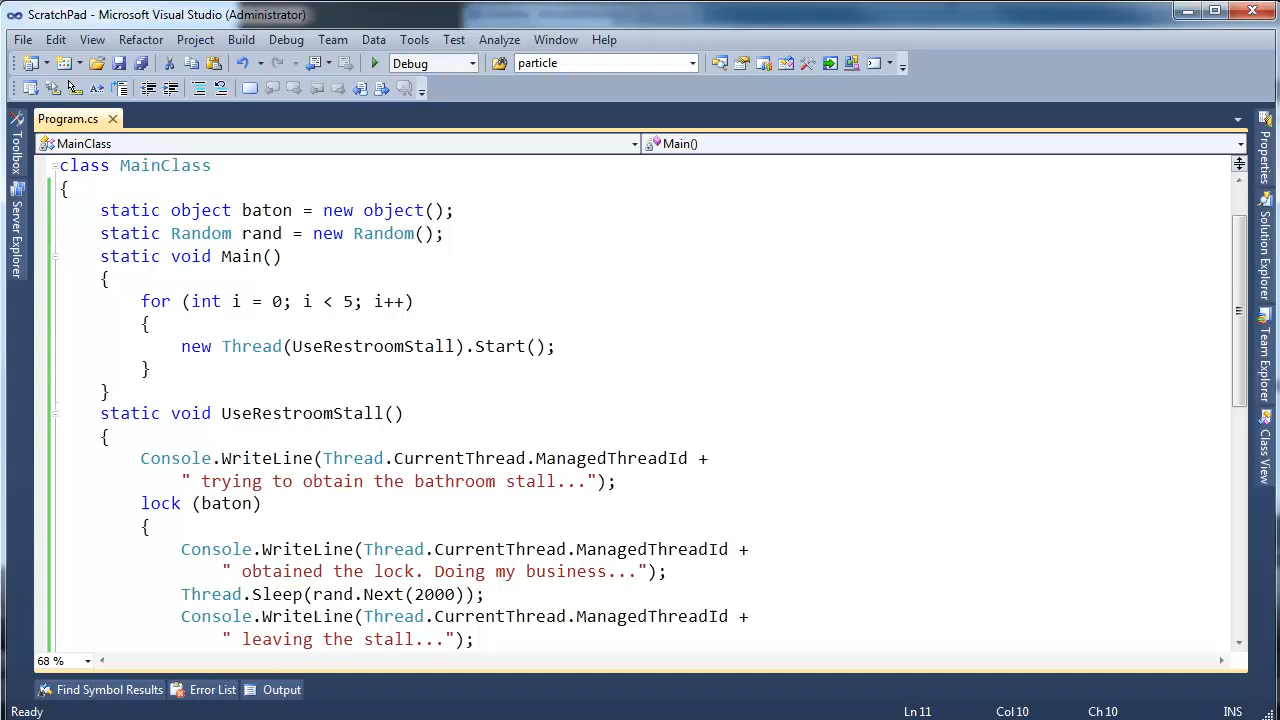 ScratchPad - Microsoft Visual Studio (Administrator)
File Edit View Refactor Project Build Debug Team Data Tools Test Analyze Window Help
Debug particle
Program.cs
MainClass Main()
class MainClass
{
static object baton = new object();
static Random rand = new Random();
static void Main()
{
for (int i = 0; i < 5; i++)
{
new Thread(UseRestroomStall).Start();
}
}
static void UseRestroomStall()
{
Console.WriteLine(Thread.CurrentThread.ManagedThreadId +
" trying to obtain the bathroom stall...");
lock (baton)
{
Console.WriteLine(Thread.CurrentThread.ManagedThreadId +
" obtained the lock. Doing my business...");
Thread.Sleep(rand.Next(2000));
Console.WriteLine(Thread.CurrentThread.ManagedThreadId +
" leaving the stall...");
68 %
Toolbox
Server Explorer
Properties
Solution Explorer
Team Explorer
Class View
Find Symbol Results Error List Output
Ready Ln 11 Col 10 Ch 10 INS